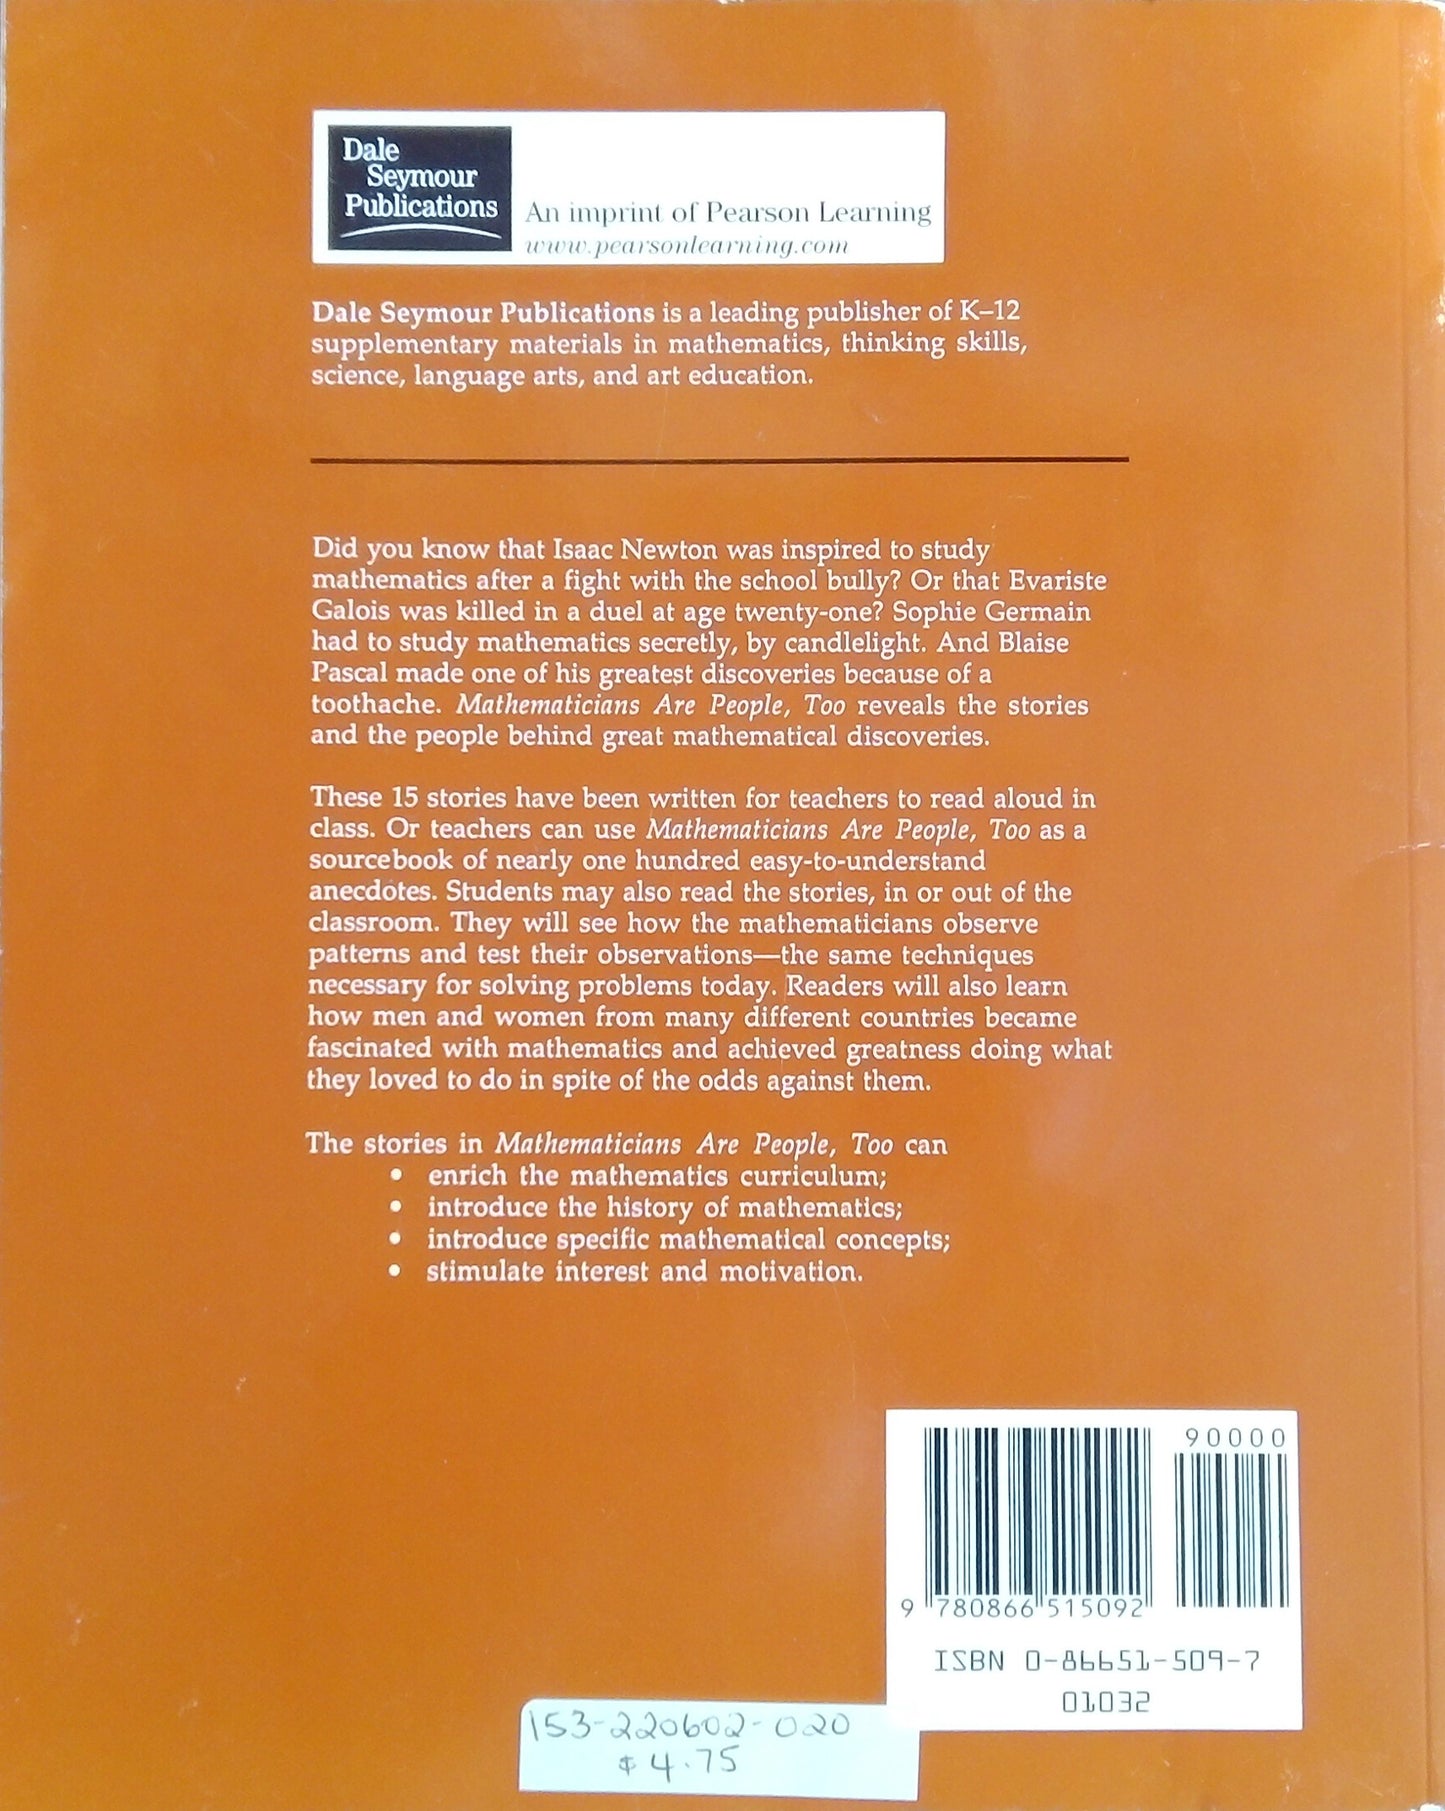 Dale
Seymour
Publications
An imprint of Pearson Learning
www.pearsonlearning.com
Dale Seymour Publications is a leading publisher of K–12
supplementary materials in mathematics, thinking skills,
science, language arts, and art education.
Did you know that Isaac Newton was inspired to study
mathematics after a fight with the school bully? Or that Evariste
Galois was killed in a duel at age twenty-one? Sophie Germain
had to study mathematics secretly, by candlelight. And Blaise
Pascal made one of his greatest discoveries because of a
toothache. Mathematicians Are People, Too reveals the stories
and the people behind great mathematical discoveries.
These 15 stories have been written for teachers to read aloud in
class. Or teachers can use Mathematicians Are People, Too as a
sourcebook of nearly one hundred easy-to-understand
anecdotes. Students may also read the stories, in or out of the
classroom. They will see how the mathematicians observe
patterns and test their observations—the same techniques
necessary for solving problems today. Readers will also learn
how men and women from many different countries became
fascinated with mathematics and achieved greatness doing what
they loved to do in spite of the odds against them.
The stories in Mathematicians Are People, Too can
• enrich the mathematics curriculum;
• introduce the history of mathematics;
• introduce specific mathematical concepts;
• stimulate interest and motivation.
90000
9 780866 515092
ISBN 0-86651-509-7
01032
153-220602-020
$4.75